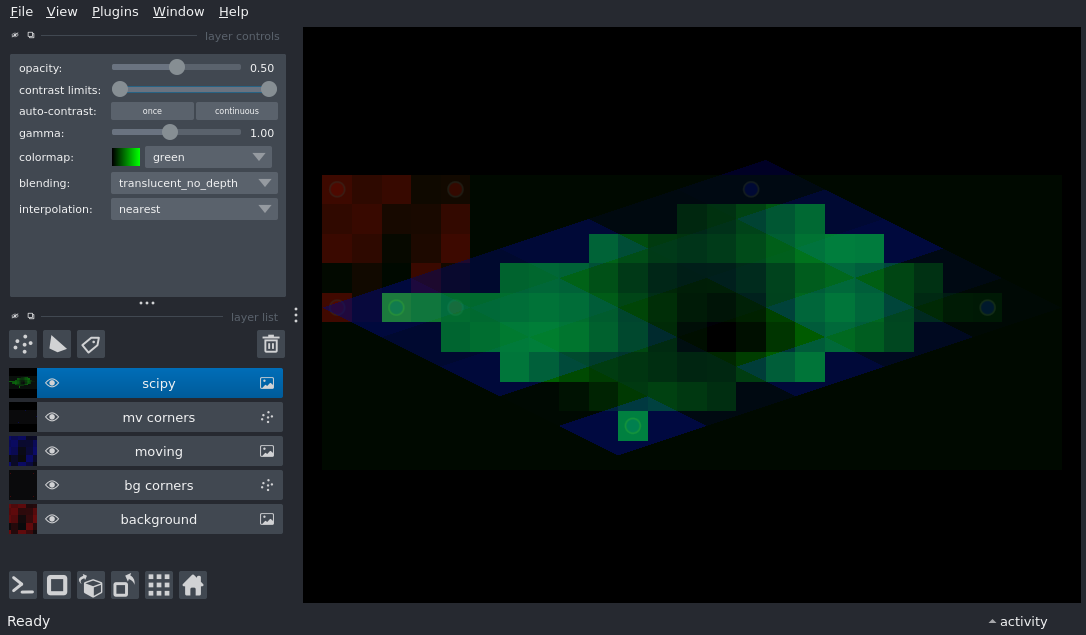 File View Plugins Window Help
layer controls
opacity: 0.50
contrast limits:
auto-contrast: once continuous
gamma: 1.00
colormap: green
blending: translucent_no_depth
interpolation: nearest
layer list
scipy
mv corners
moving
bg corners
background
Ready
activity